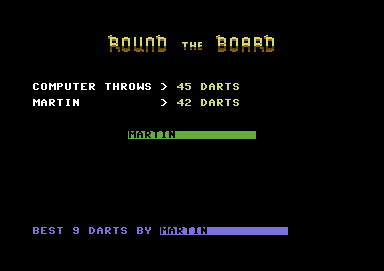 ROUND THE BOARD
COMPUTER THROWS > 45 DARTS
MARTIN > 42 DARTS
MARTIN
BEST 9 DARTS BY MARTIN